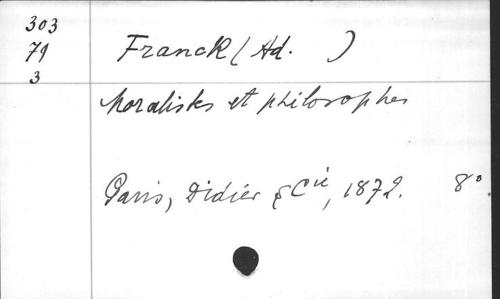 303
79
3
Franck (Ad. )
Moralistes et philosophes
Paris, Didier & Cie, 1872. 8°